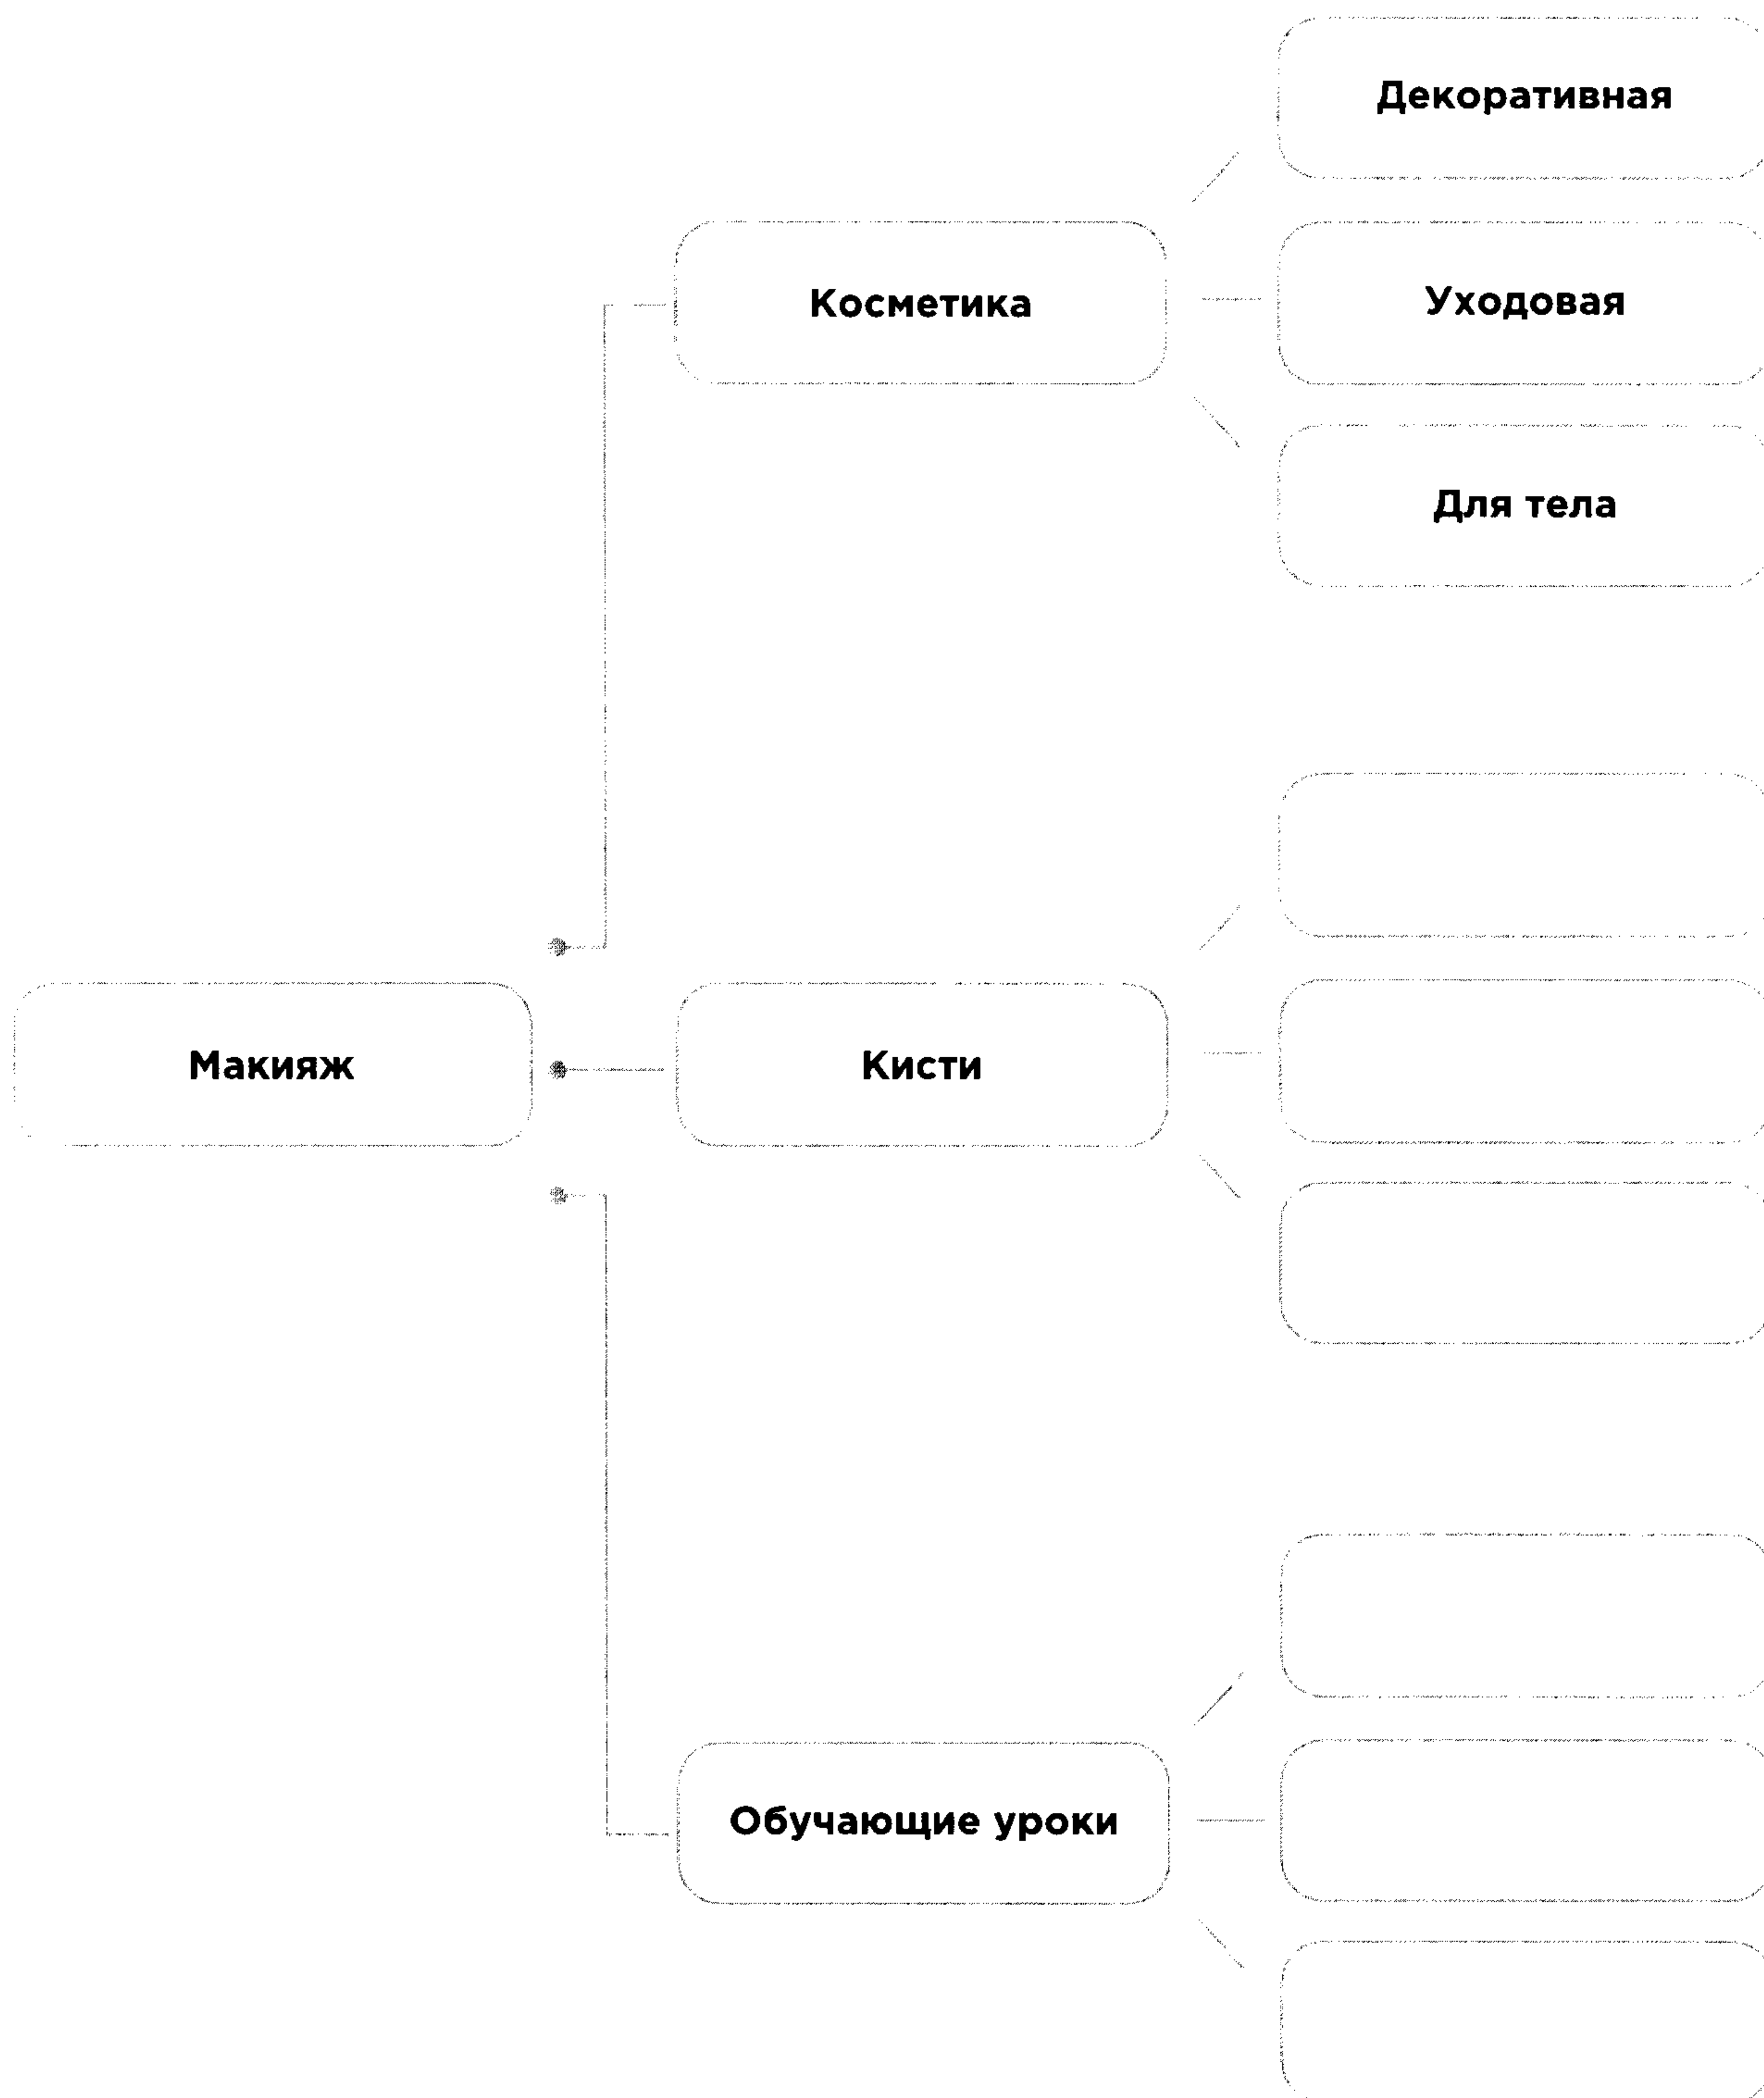 Декоративная
Косметика
Уходовая
Для тела
Макияж
Кисти
Обучающие уроки